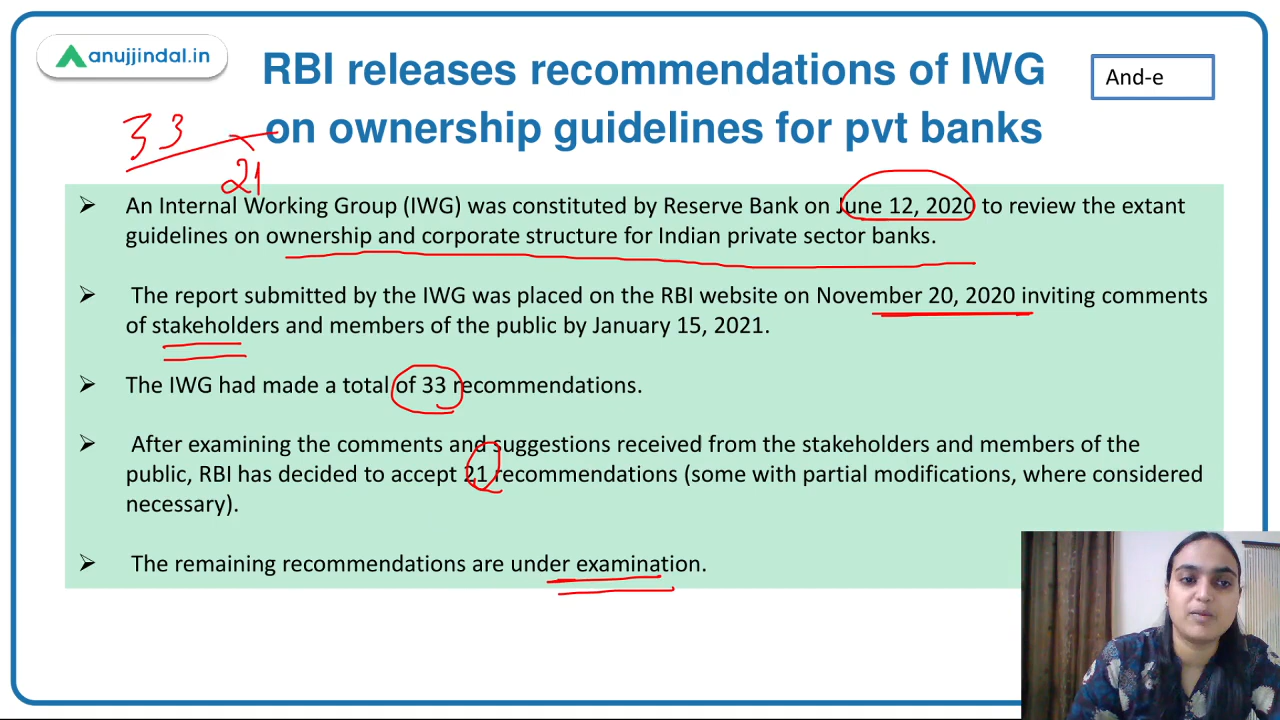 anujjindal.in
RBI releases recommendations of IWG
on ownership guidelines for pvt banks
And-e
33
21
➢ An Internal Working Group (IWG) was constituted by Reserve Bank on June 12, 2020 to review the extant
guidelines on ownership and corporate structure for Indian private sector banks.
➢ The report submitted by the IWG was placed on the RBI website on November 20, 2020 inviting comments
of stakeholders and members of the public by January 15, 2021.
➢ The IWG had made a total of 33 recommendations.
➢ After examining the comments and suggestions received from the stakeholders and members of the
public, RBI has decided to accept 21 recommendations (some with partial modifications, where considered
necessary).
➢ The remaining recommendations are under examination.